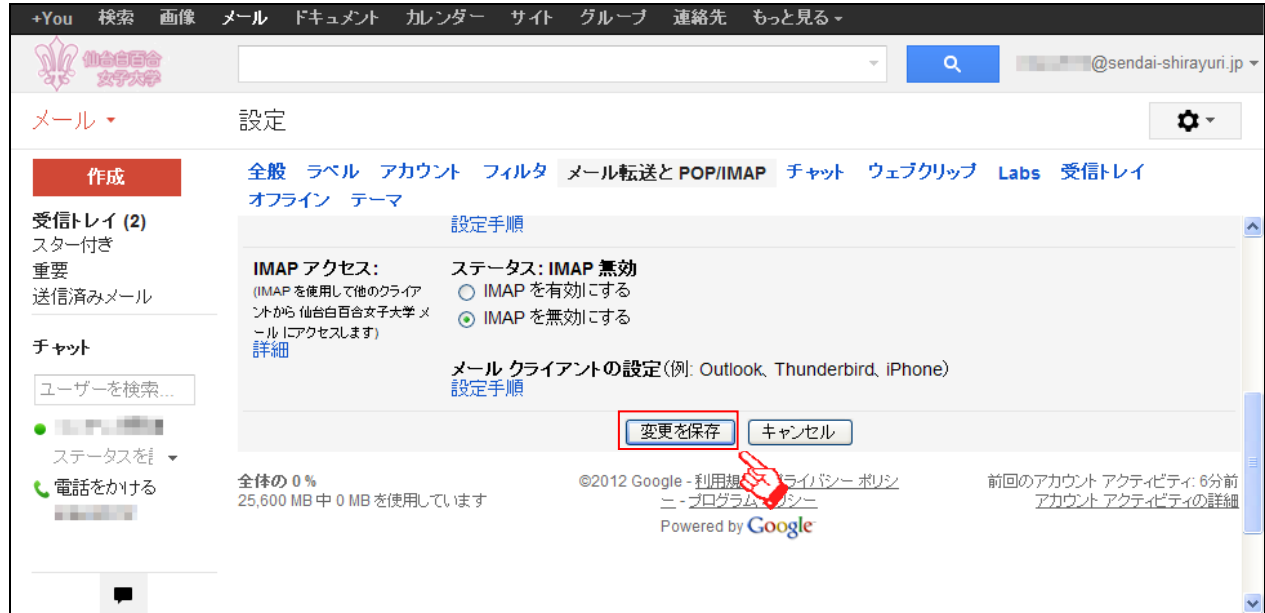 +You 検索 画像 メール ドキュメント カレンダー サイト グループ 連絡先 もっと見る
仙台白百合
女子大学
@sendai-shirayuri.jp
メール
設定
作成
全般 ラベル アカウント フィルタ メール転送と POP/IMAP チャット ウェブクリップ Labs 受信トレイ
オフライン テーマ
受信トレイ (2)
スター付き
重要
送信済みメール
チャット
ユーザーを検索...
ステータスを
電話をかける
設定手順
IMAP アクセス:
(IMAP を使用して他のクライア
ントから 仙台白百合女子大学 メ
ール にアクセスします)
詳細
ステータス: IMAP 無効
IMAP を有効にする
IMAP を無効にする
メール クライアントの設定(例: Outlook、Thunderbird、iPhone)
設定手順
変更を保存 キャンセル
全体の 0 %
25,600 MB 中 0 MB を使用しています
©2012 Google - 利用規 ライバシー ポリシ
ー - プログラム リシー
Powered by Google
前回のアカウント アクティビティ: 6分前
アカウント アクティビティの詳細